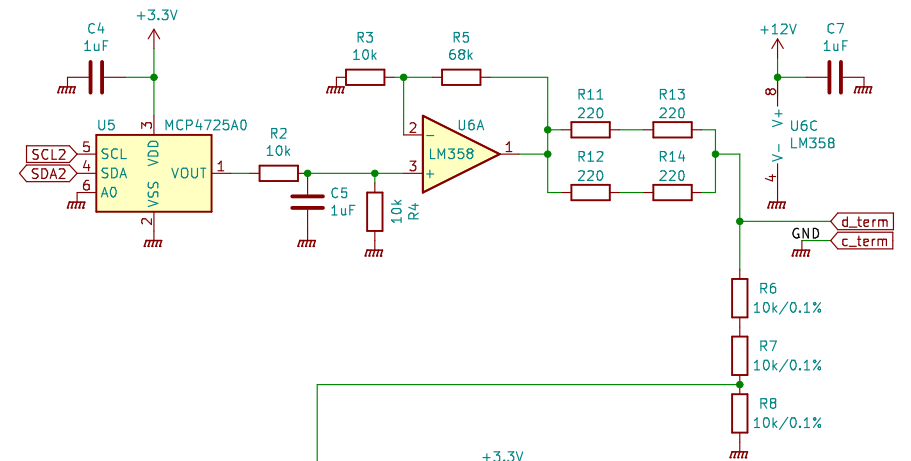 +3.3V
+12V
C4
1uF
R3
10k
R5
68k
C7
1uF
8
V+
V-
4
U6C
LM358
R11
220
R13
220
U5
MCP4725A0
3
VDD
5
SCL
4
SDA
6
A0
VOUT
1
VSS
2
SCL2
SDA2
R2
10k
C5
1uF
10k
R4
2
-
3
+
U6A
LM358
1
R12
220
R14
220
d_term
GND
c_term
R6
10k/0.1%
R7
10k/0.1%
R8
10k/0.1%
+3.3V